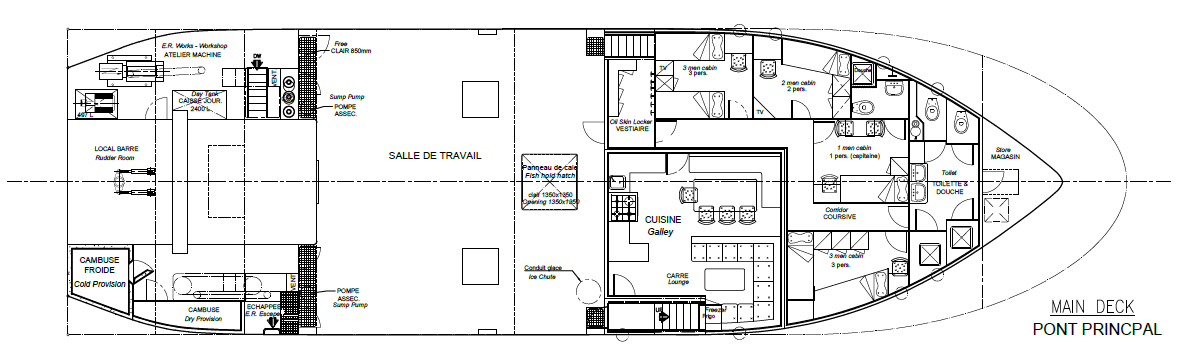 E.R. Works - Workshop
ATELIER MACHINE
DW
VENT
Day Tank
CAISSE JOUR.
2400 L
497 L
Free
CLAIR 850mm
Sump Pump
POMPE
ASSEC.
LOCAL BARRE
Rudder Room
SALLE DE TRAVAIL
Panneau de cale
Fish hold hatch
clair 1350x1350
Opening 1350x1350
Conduit glace
Ice Chute
CAMBUSE
FROIDE
Cold Provision
CAMBUSE
Dry Provision
VENT
ECHAPPEE
E.R. Escape
POMPE
ASSEC.
Sump Pump
Oil Skin Locker
VESTIAIRE
TV
3 men cabin
3 pers.
2 men cabin
2 pers.
TV
Douche
1 men cabin
1 pers. (capitaine)
Corridor
COURSIVE
Toilet
TOILETTE &
DOUCHE
Store
MAGASIN
CUISINE
Galley
CARRE
Lounge
UP
Freezer
Frigo
3 men cabin
3 pers.
MAIN DECK
PONT PRINCPAL